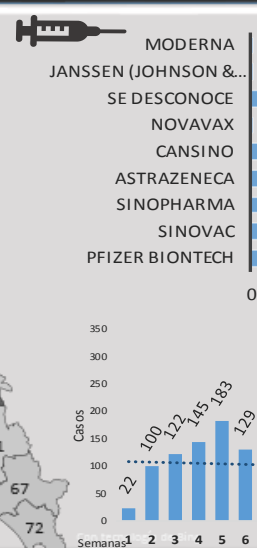 MODERNA
JANSSEN (JOHNSON &...
SE DESCONOCE
NOVAVAX
CANSINO
ASTRAZENECA
SINOPHARMA
SINOVAC
PFIZER BIONTECH
0
350
300
250
200
150
100
50
0
Casos
22
100
122
145
183
129
Semanas
1 2 3 4 5 6
67
72